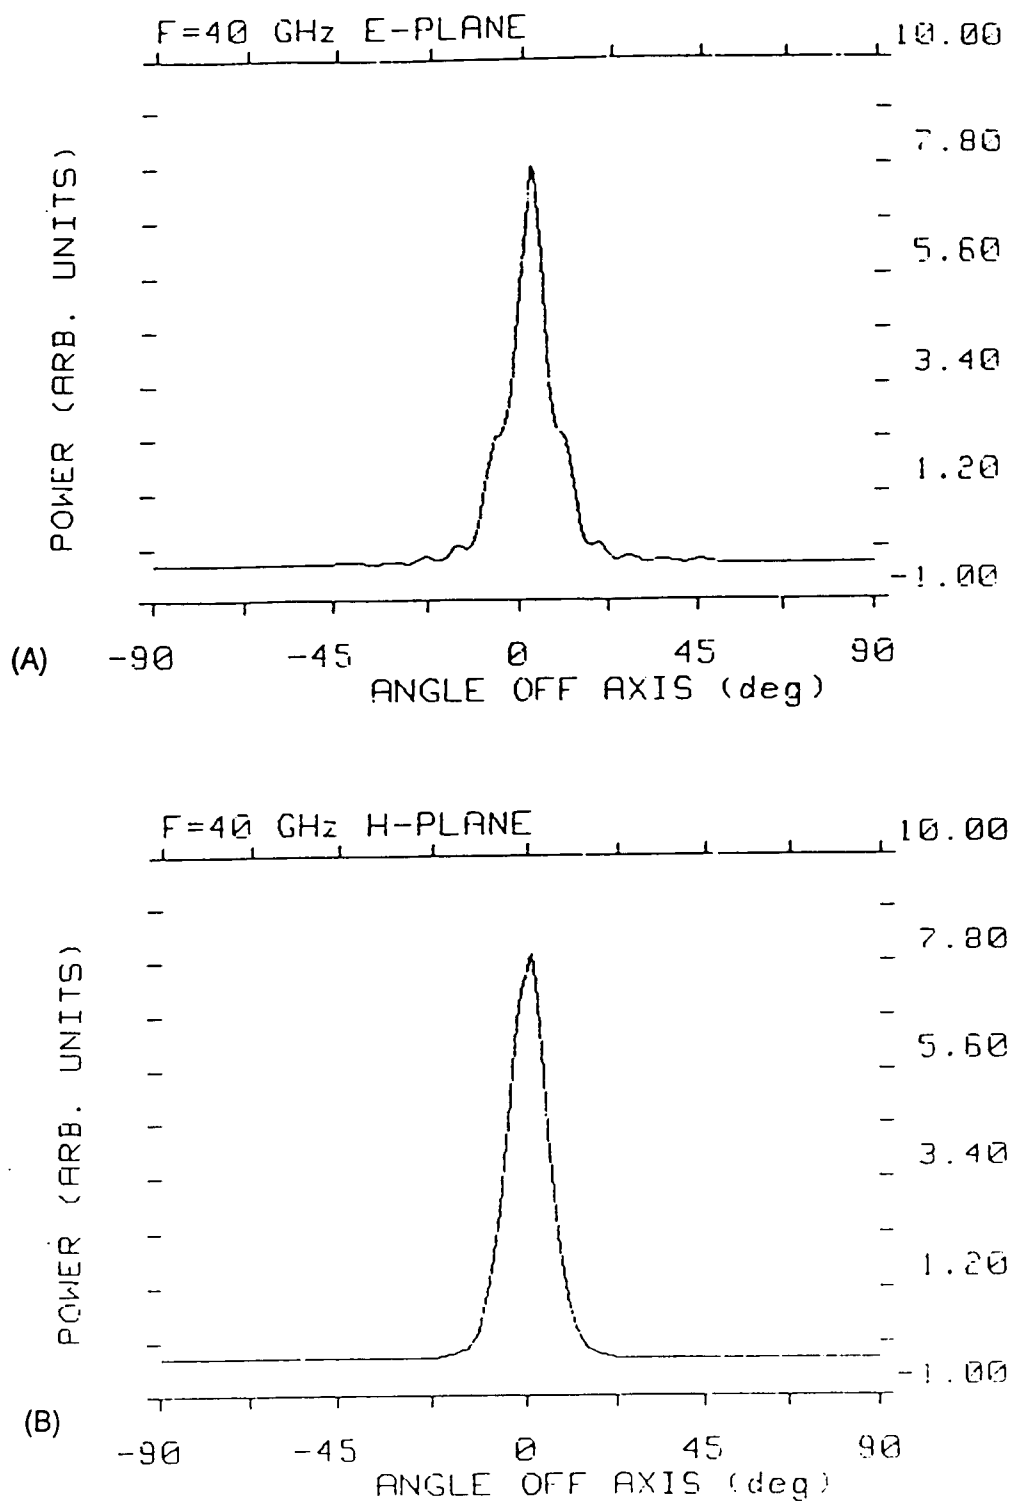 F=40 GHz E-PLANE
10.00
7.80
5.60
3.40
1.20
-1.00
POWER (ARB. UNITS)
-90
-45
0
45
90
ANGLE OFF AXIS (deg)
(A)
F=40 GHz H-PLANE
10.00
7.80
5.60
3.40
1.20
-1.00
POWER (ARB. UNITS)
-90
-45
0
45
90
ANGLE OFF AXIS (deg)
(B)